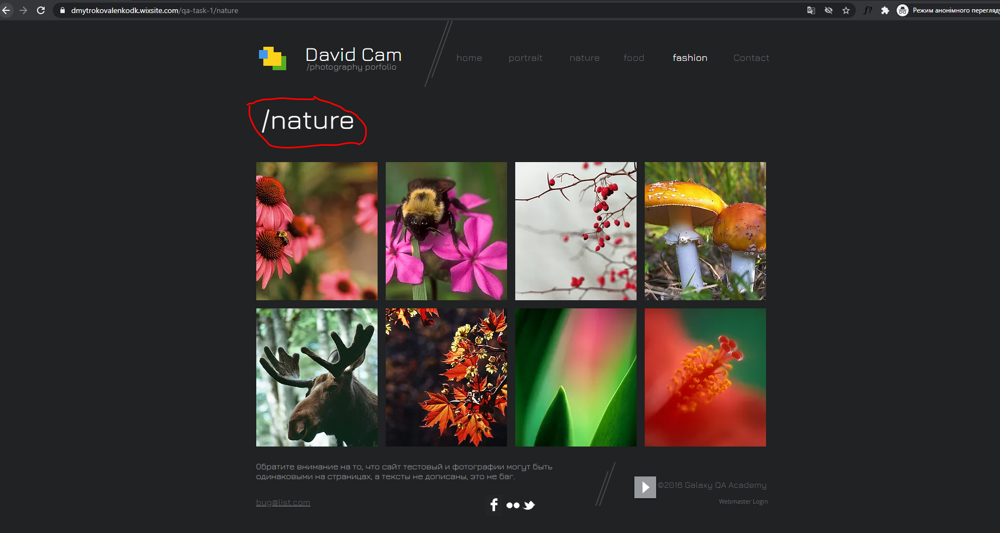 dmytrokovalenkodk.wixsite.com/qa-task-1/nature
Режим анонімного перегляду
David Cam
/photography porfolio
home portrait nature food fashion Contact
/nature
Обратите внимание на то, что сайт тестовый и фотографии могут быть
одинаковыми на страницах, а тексты не дописаны, это не баг.
©2016 Galaxy QA Academy
bug@list.com
Webmaster Login